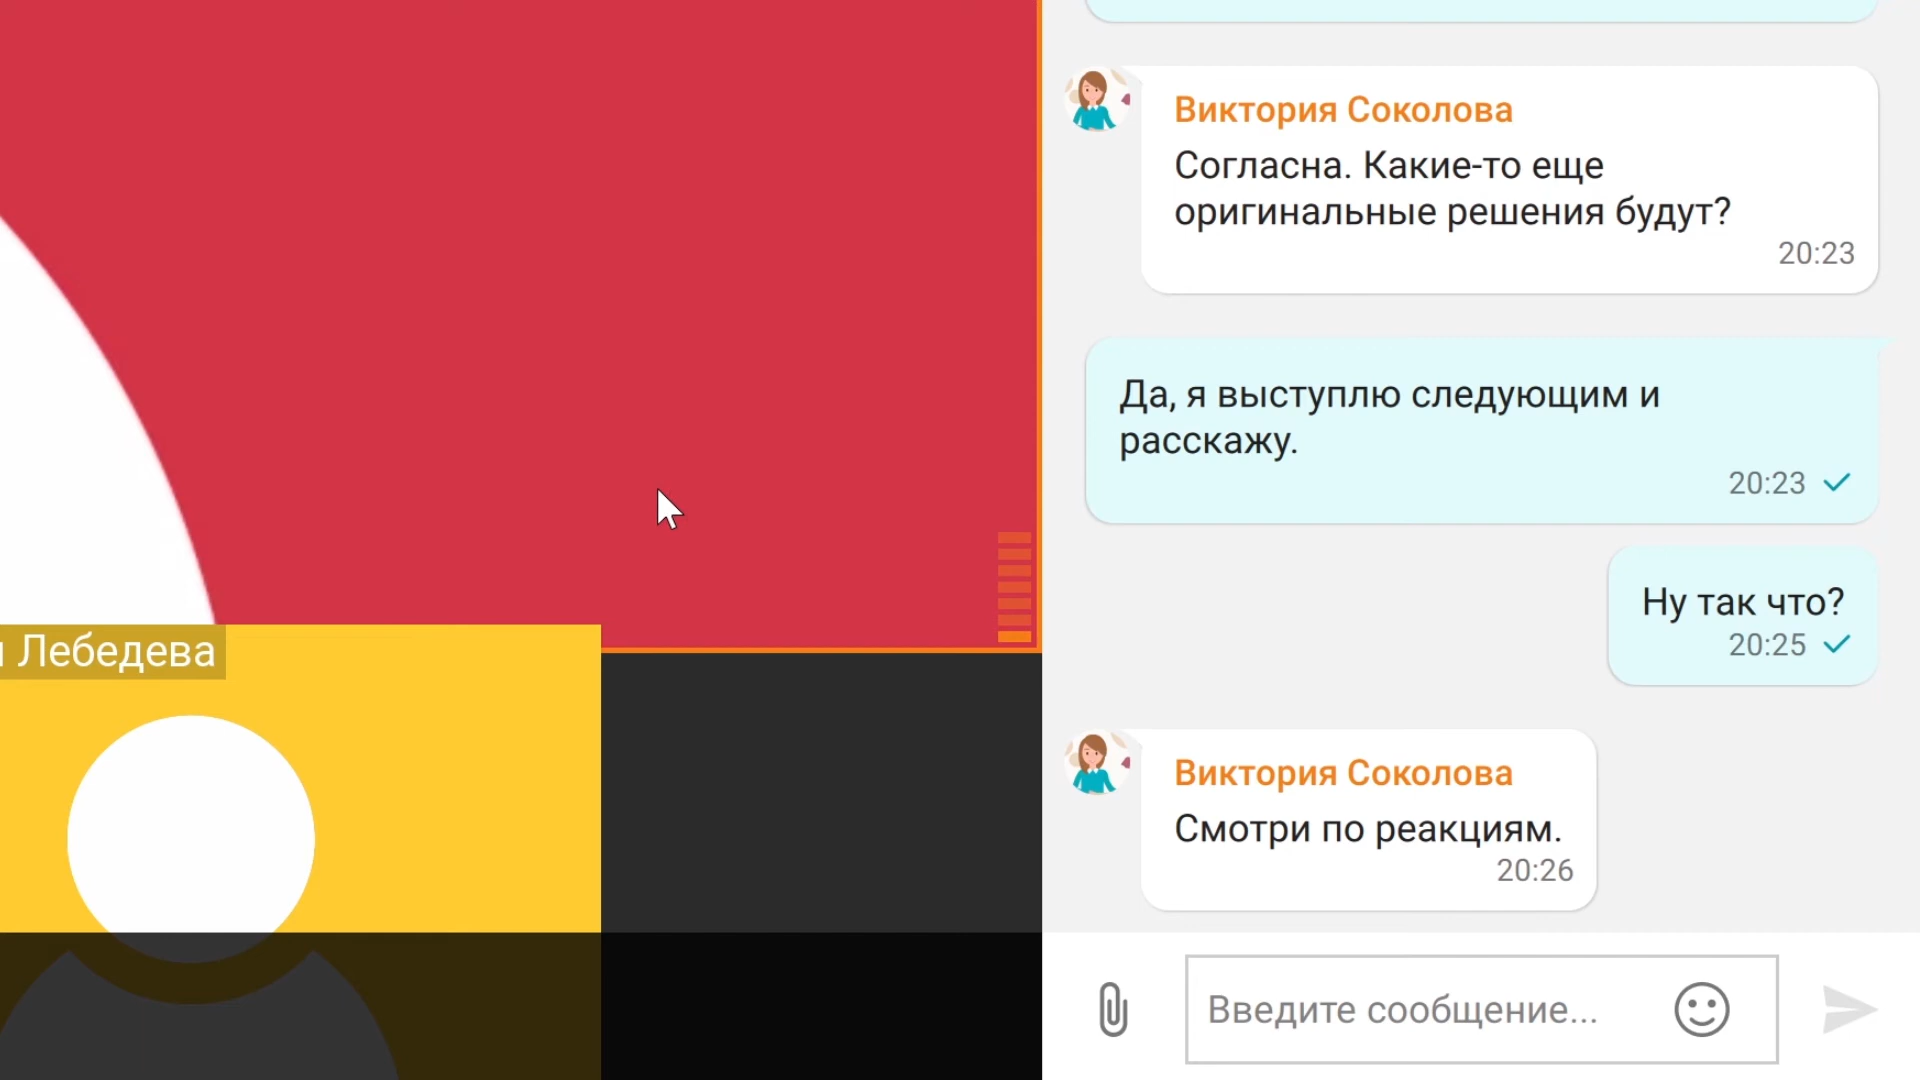 Лебедева
Виктория Соколова
Согласна. Какие-то еще
оригинальные решения будут?
20:23
Да, я выступлю следующим и
расскажу.
20:23
Ну так что?
20:25
Виктория Соколова
Смотри по реакциям.
20:26
Введите сообщение...